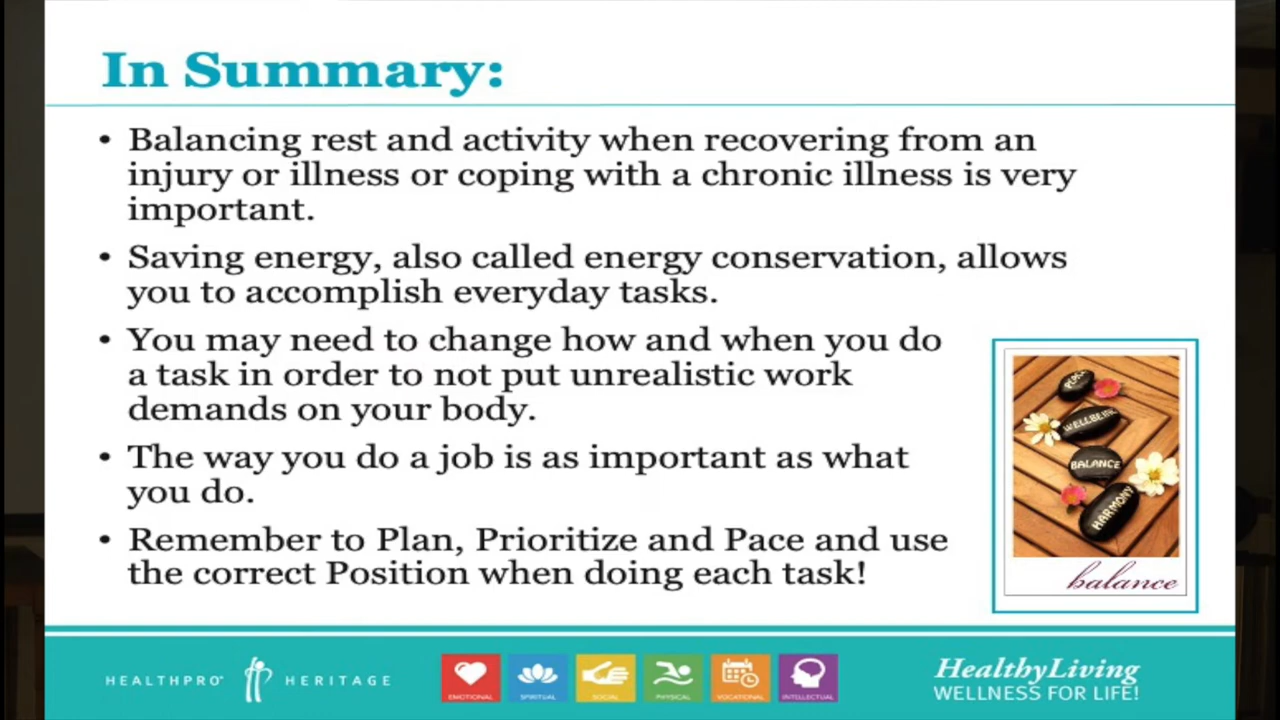 In Summary:
• Balancing rest and activity when recovering from an
injury or illness or coping with a chronic illness is very
important.
• Saving energy, also called energy conservation, allows
you to accomplish everyday tasks.
• You may need to change how and when you do
a task in order to not put unrealistic work
demands on your body.
• The way you do a job is as important as what
you do.
• Remember to Plan, Prioritize and Pace and use
the correct Position when doing each task!
WELLBEING
BALANCE
HARMONY
balance
HEALTHPRO HERITAGE
EMOTIONAL
SPIRITUAL
SOCIAL
PHYSICAL
VOCATIONAL
INTELLECTUAL
HealthyLiving
WELLNESS FOR LIFE!